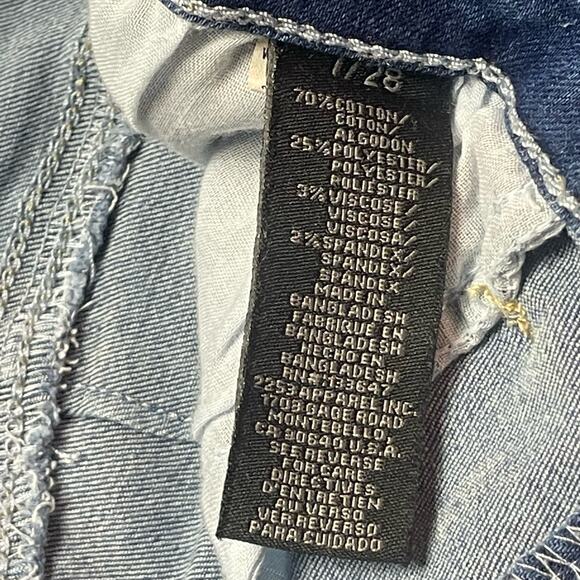 7/28
70% COTTON/
COTON/
ALGODON
25% POLYESTER/
POLYESTER/
POLIESTER
3% VISCOSE/
VISCOSE/
VISCOSA/
2% SPANDEX/
SPANDEX/
SPANDEX
MADE IN
BANGLADESH
FABRIQUE EN
BANGLADESH
HECHO EN
BANGLADESH
RN# 133647
2253 APPAREL INC.
1708 GAGE ROAD
MONTEBELLO,
CA, 90640 U.S.A.
SEE REVERSE
FOR CARE
DIRECTIVES
D'ENTRETIEN
AU VERSO
VER REVERSO
PARA CUIDADO